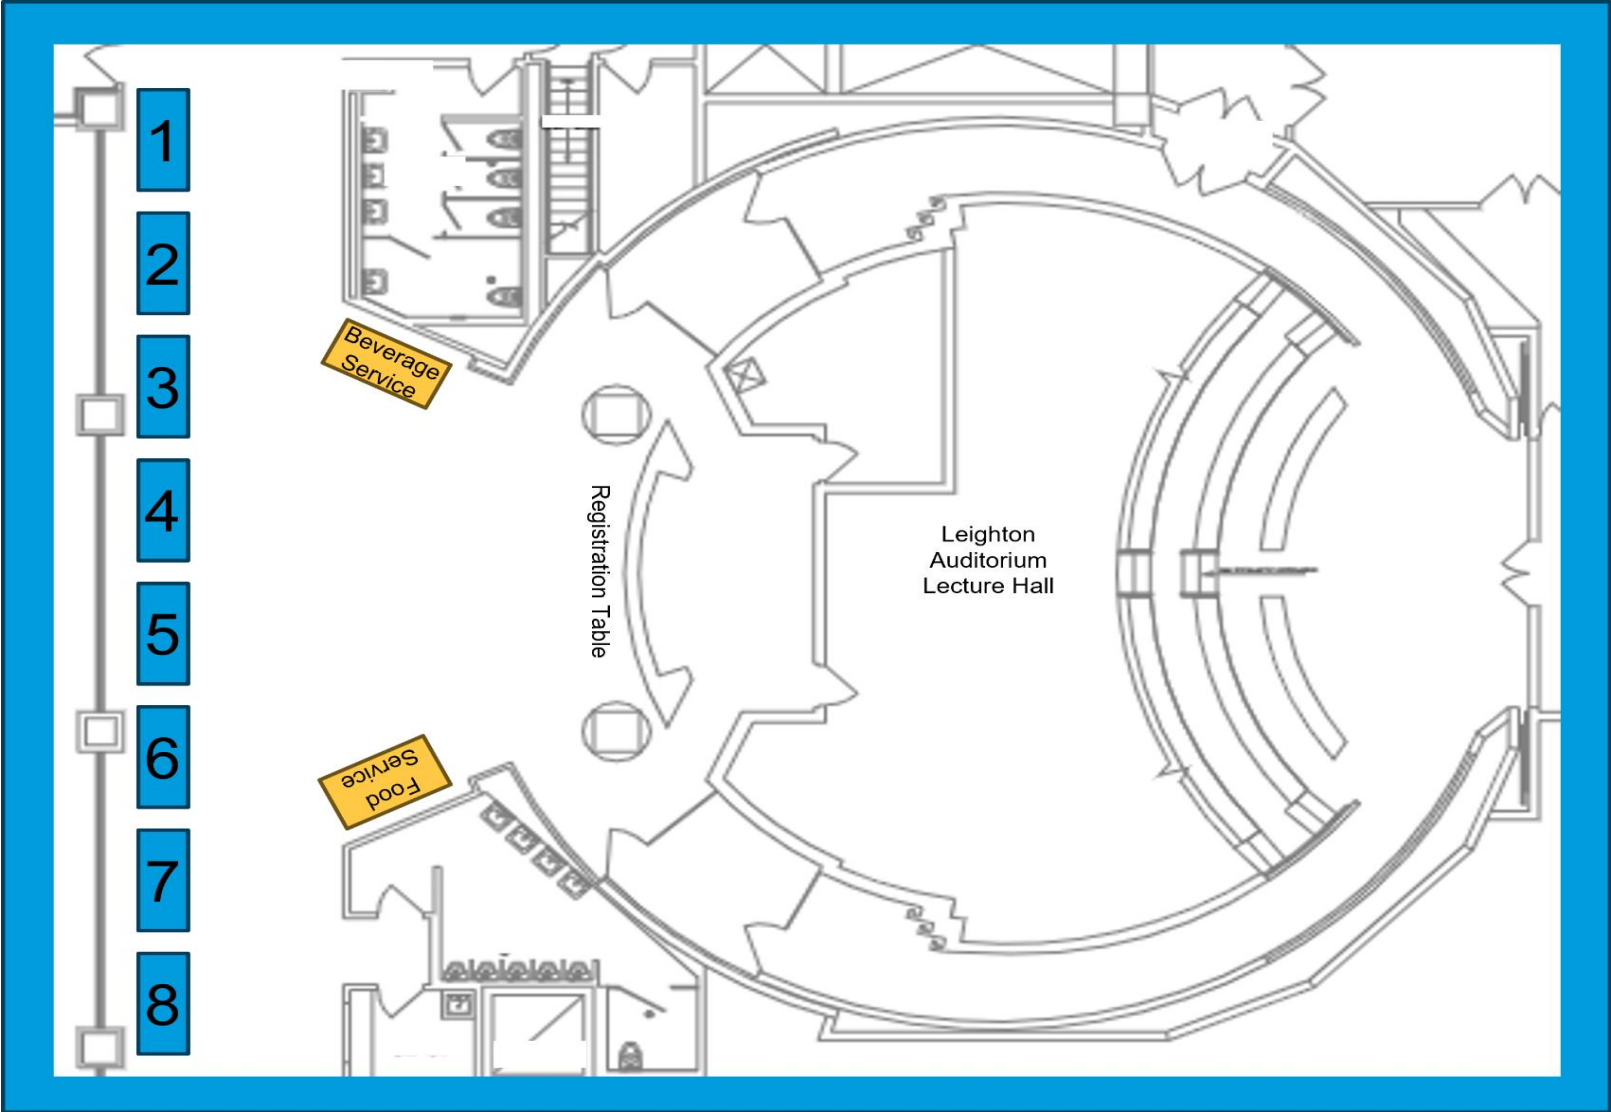 1
2
3
4
5
6
7
8
Beverage
Service
Registration Table
Food
Service
Leighton
Auditorium
Lecture Hall